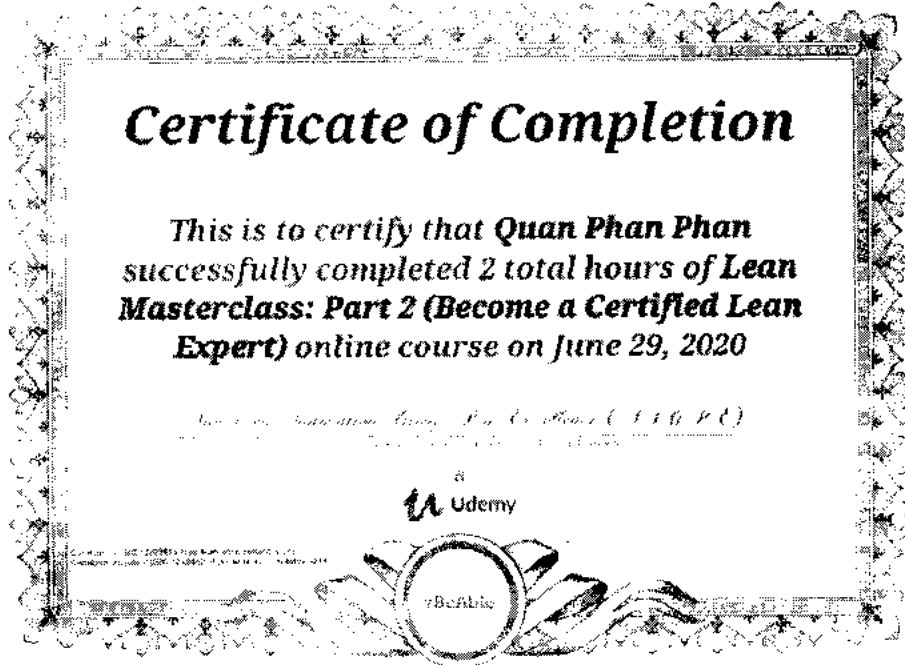 Certificate of Completion
This is to certify that Quan Phan Phan
successfully completed 2 total hours of Lean
Masterclass: Part 2 (Become a Certified Lean
Expert) online course on June 29, 2020
Udemy
#BeAble